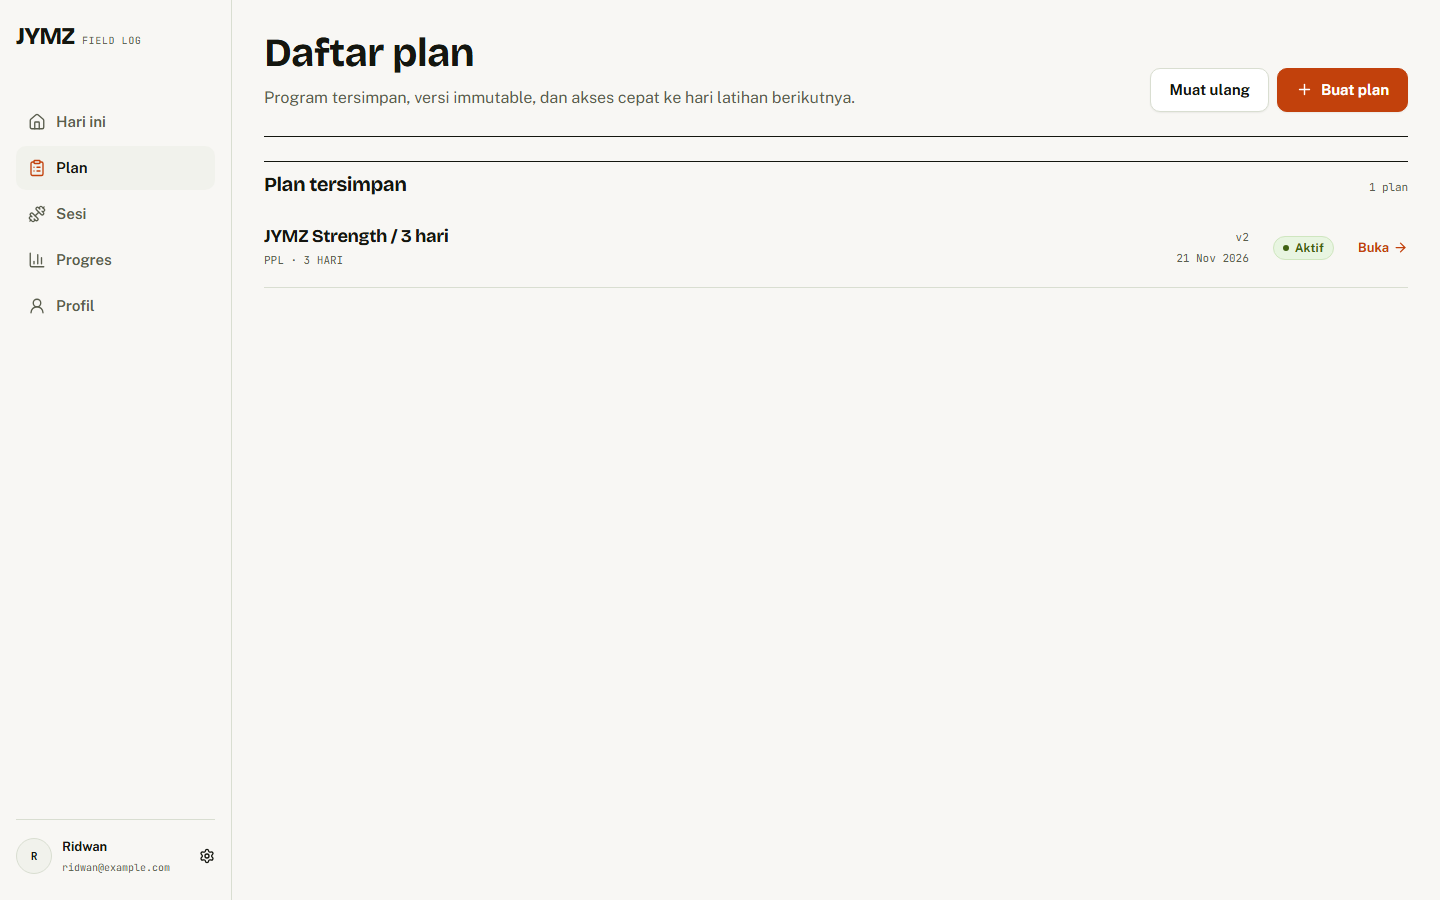 JYMZ FIELD LOG
Hari ini
Plan
Sesi
Progres
Profil
Ridwan
ridwan@example.com
R
Daftar plan
Program tersimpan, versi immutable, dan akses cepat ke hari latihan berikutnya.
Muat ulang
Buat plan
Plan tersimpan
1 plan
JYMZ Strength / 3 hari
PPL · 3 HARI
v2
21 Nov 2026
Aktif
Buka